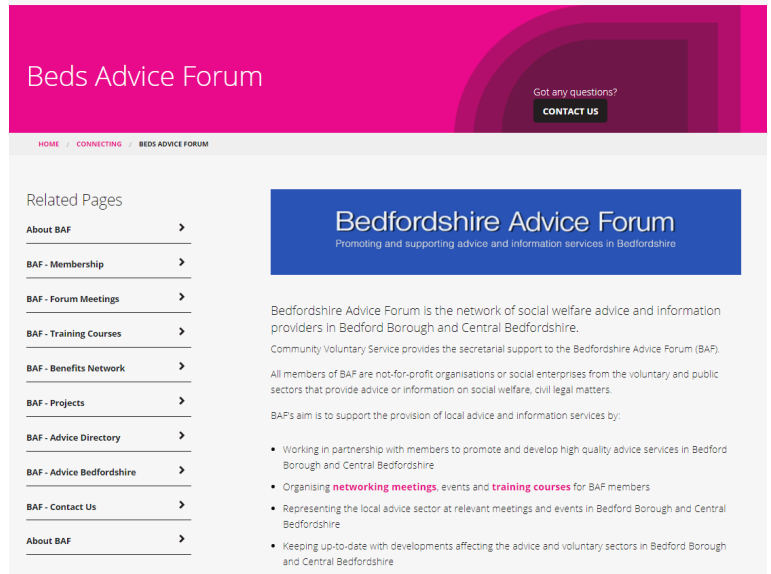 Beds Advice Forum
Got any questions?
CONTACT US
HOME / CONNECTING / BEDS ADVICE FORUM
Related Pages
About BAF
BAF - Membership
BAF - Forum Meetings
BAF - Training Courses
BAF - Benefits Network
BAF - Projects
BAF - Advice Directory
BAF - Advice Bedfordshire
BAF - Contact Us
About BAF
Bedfordshire Advice Forum
Promoting and supporting advice and information services in Bedfordshire
Bedfordshire Advice Forum is the network of social welfare advice and information
providers in Bedford Borough and Central Bedfordshire.
Community Voluntary Service provides the secretarial support to the Bedfordshire Advice Forum (BAF).
All members of BAF are not-for-profit organisations or social enterprises from the voluntary and public
sectors that provide advice or information on social welfare, civil legal matters.
BAF's aim is to support the provision of local advice and information services by:
• Working in partnership with members to promote and develop high quality advice services in Bedford
Borough and Central Bedfordshire
• Organising networking meetings, events and training courses for BAF members
• Representing the local advice sector at relevant meetings and events in Bedford Borough and Central
Bedfordshire
• Keeping up-to-date with developments affecting the advice and voluntary sectors in Bedford Borough
and Central Bedfordshire